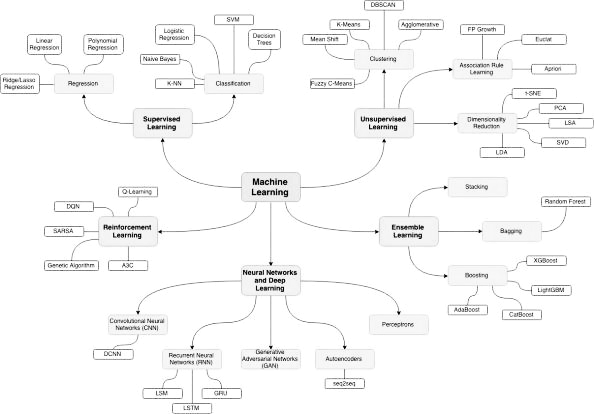 DBSCAN
SVM
K-Means
Agglomerative
Logistic
Regression
FP Growth
Linear
Regression
Polynomial
Regression
Decision
Trees
Mean Shift
Euclat
Naive Bayes
Clustering
Association Rule
Learning
Apriori
Ridge/Lasso
Regression
Regression
K-NN
Classification
Fuzzy C-Means
t-SNE
PCA
Supervised
Learning
Unsupervised
Learning
Dimensionality
Reduction
LSA
SVD
LDA
Machine
Learning
Stacking
Q-Learning
DQN
Random Forest
SARSA
Reinforcement
Learning
Ensemble
Learning
Bagging
Genetic Algorithm
A3C
XGBoost
Neural Networks
and Deep
Learning
Boosting
LightGBM
AdaBoost
CatBoost
Convolutional Neural
Networks (CNN)
Perceptrons
DCNN
Recurrent Neural
Networks (RNN)
Generative
Adversarial Networks
(GAN)
Autoencoders
seq2seq
LSM
GRU
LSTM